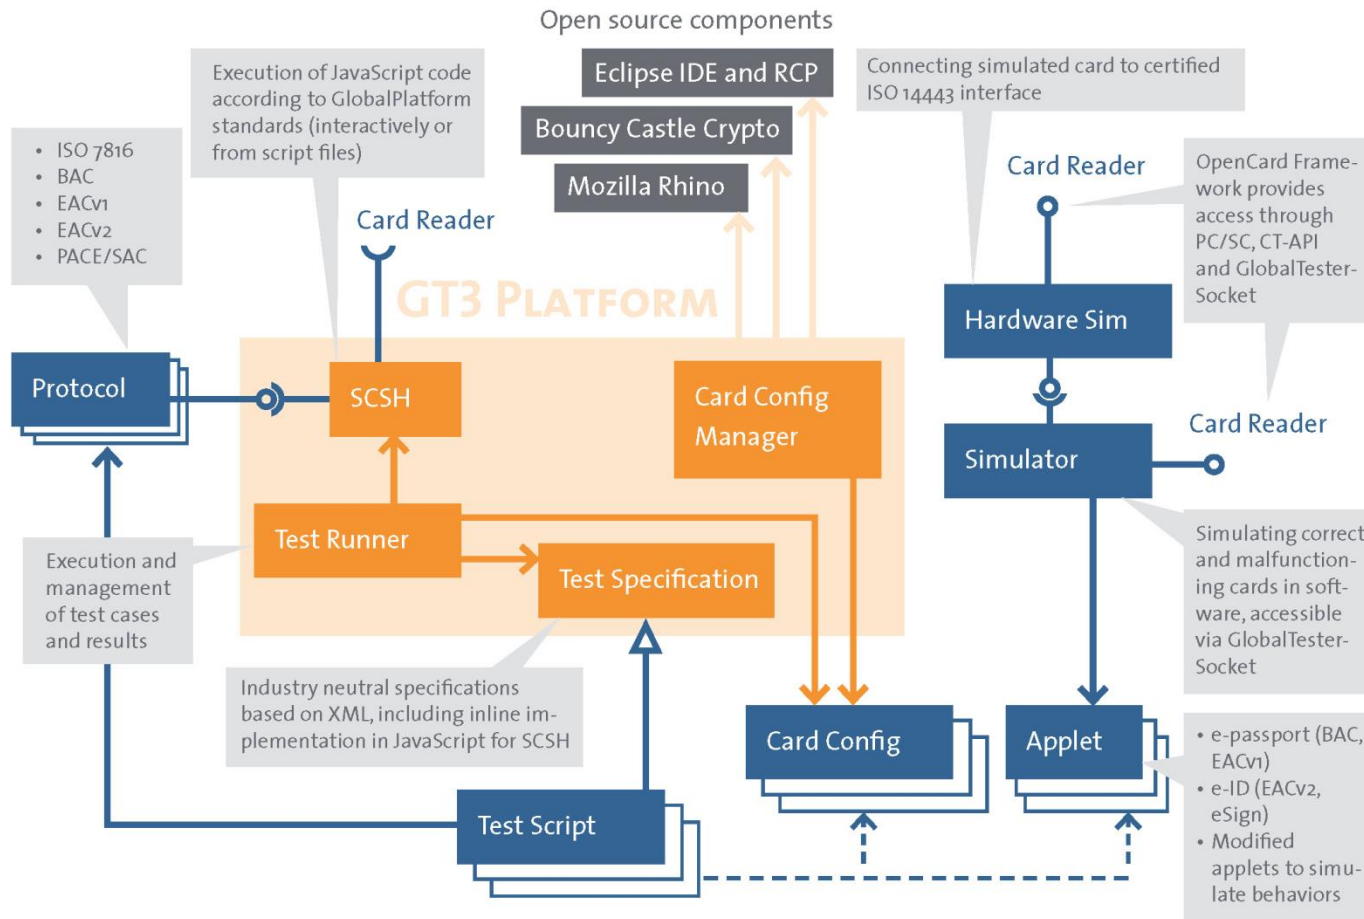 Open source components
Eclipse IDE and RCP
Bouncy Castle Crypto
Mozilla Rhino
Execution of JavaScript code
according to GlobalPlatform
standards (interactively or
from script files)
• ISO 7816
• BAC
• EACv1
• EACv2
• PACE/SAC
Card Reader
Connecting simulated card to certified
ISO 14443 interface
Card Reader
OpenCard Frame-
work provides
access through
PC/SC, CT-API
and GlobalTester-
Socket
GT3 PLATFORM
Hardware Sim
Protocol
SCSH
Card Config
Manager
Card Reader
Simulator
Test Runner
Test Specification
Execution and
management
of test cases
and results
Simulating correct
and malfunction-
ing cards in soft-
ware, accessible
via GlobalTester-
Socket
Industry neutral specifications
based on XML, including inline im-
plementation in JavaScript for SCSH
Card Config
Applet
• e-passport (BAC,
EACv1)
• e-ID (EACv2,
eSign)
• Modified
applets to simu-
late behaviors
Test Script